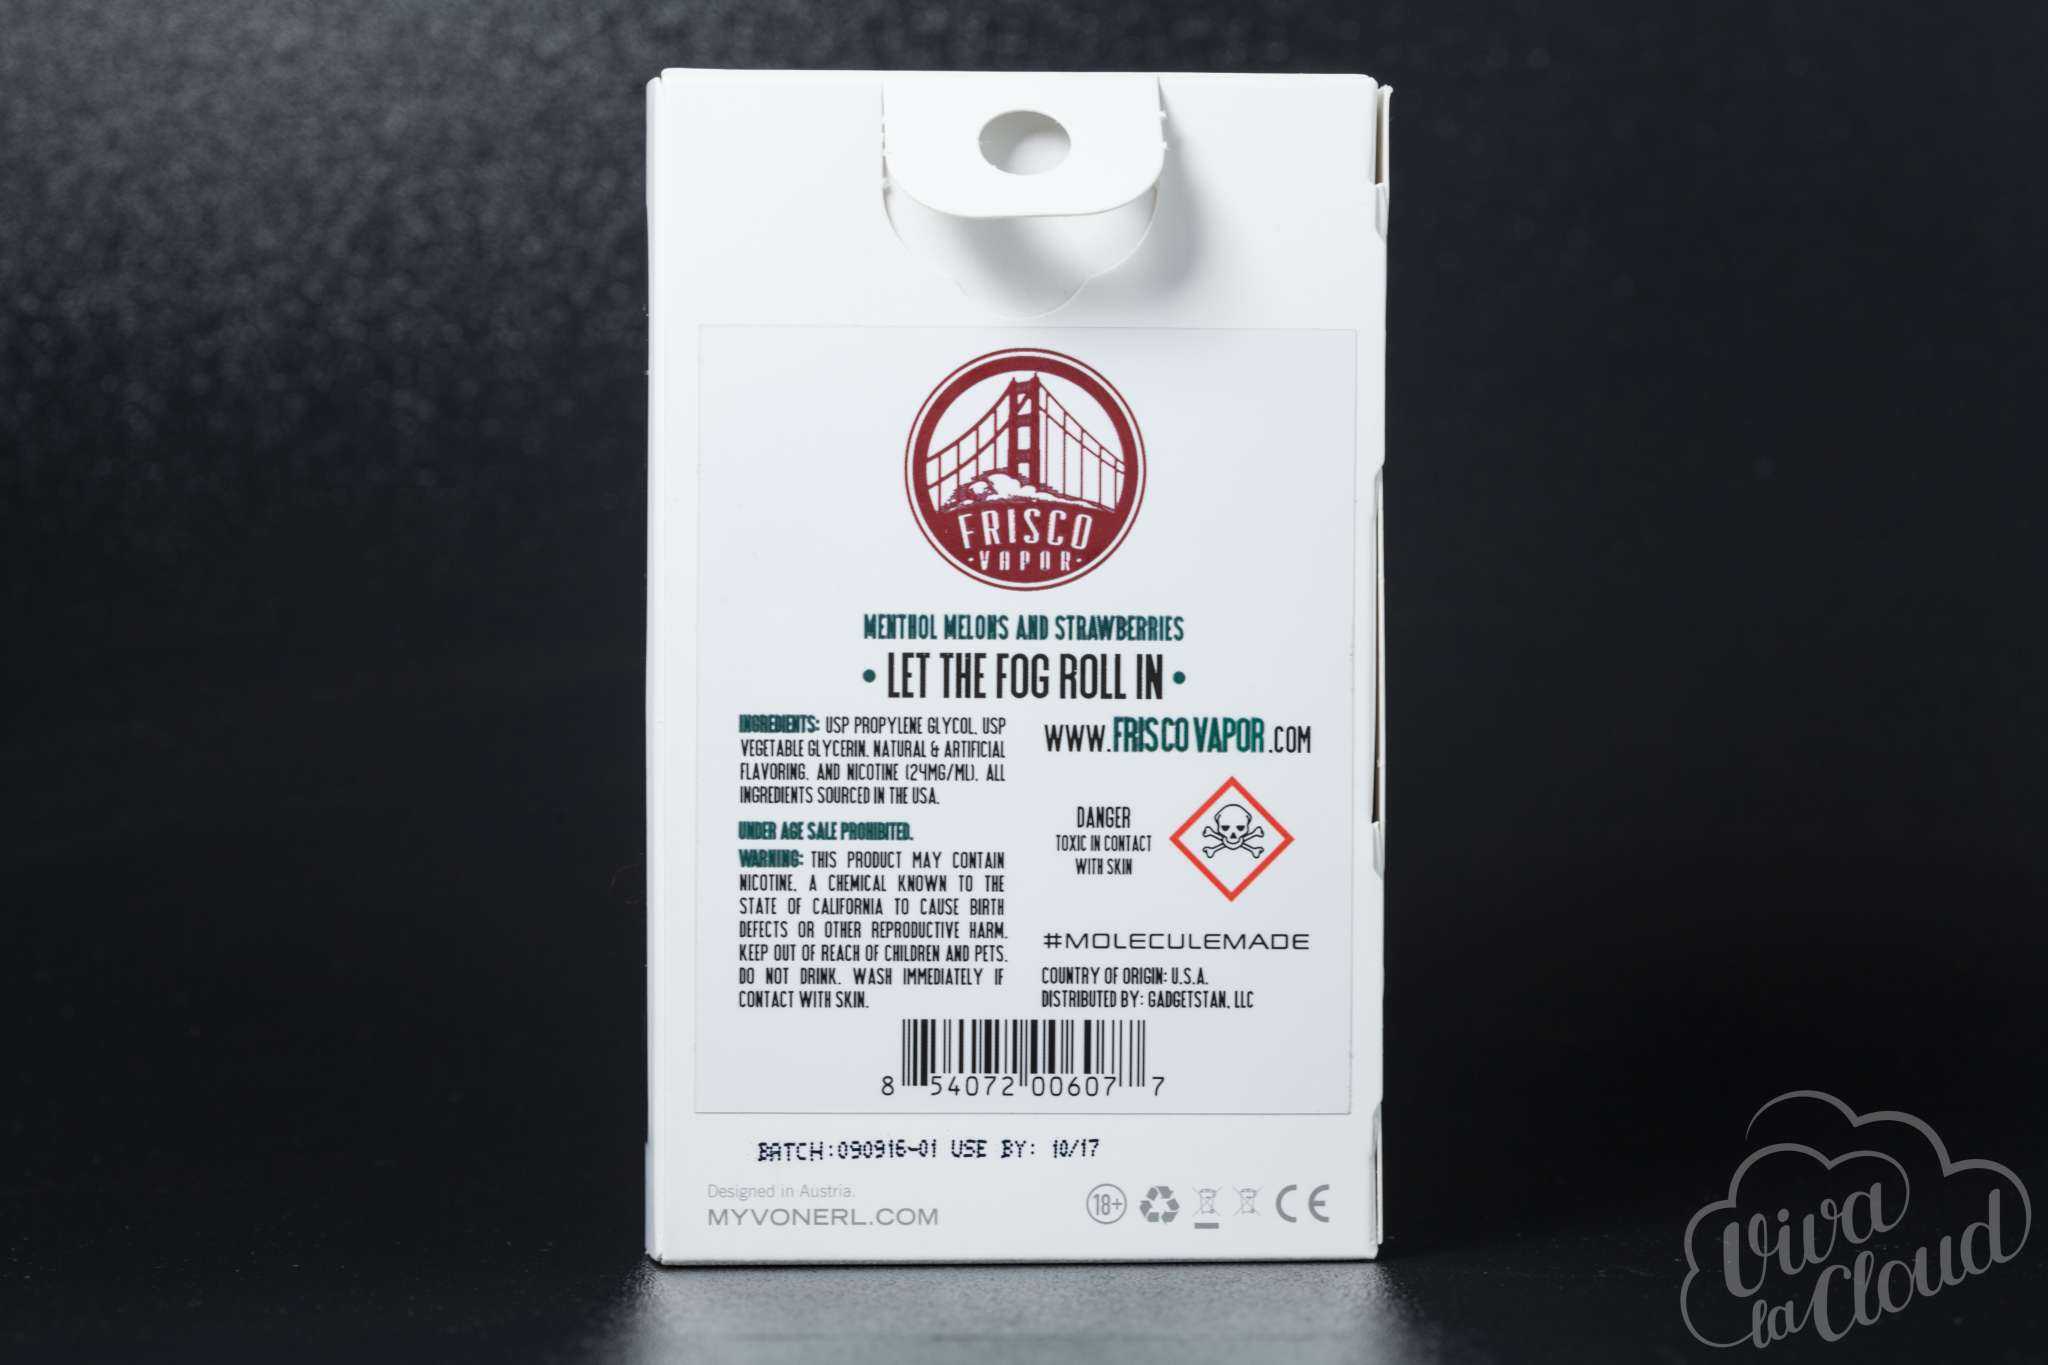 FRISCO
·VAPOR·
MENTHOL MELONS AND STRAWBERRIES
• LET THE FOG ROLL IN •
INGREDIENTS: USP PROPYLENE GLYCOL, USP
VEGETABLE GLYCERIN, NATURAL & ARTIFICIAL
FLAVORING, AND NICOTINE (24MG/ML). ALL
INGREDIENTS SOURCED IN THE USA.
UNDER AGE SALE PROHIBITED.
WARNING: THIS PRODUCT MAY CONTAIN
NICOTINE, A CHEMICAL KNOWN TO THE
STATE OF CALIFORNIA TO CAUSE BIRTH
DEFECTS OR OTHER REPRODUCTIVE HARM.
KEEP OUT OF REACH OF CHILDREN AND PETS.
DO NOT DRINK. WASH IMMEDIATELY IF
CONTACT WITH SKIN.
WWW.FRISCOVAPOR.COM
DANGER
TOXIC IN CONTACT
WITH SKIN
#MOLECULEMADE
COUNTRY OF ORIGIN: U.S.A.
DISTRIBUTED BY: GADGETSTAN, LLC
8 54072 00607 7
BATCH:090916-01 USE BY: 10/17
Designed in Austria.
MYVONERL.COM
18+
CE
Viva
la Cloud